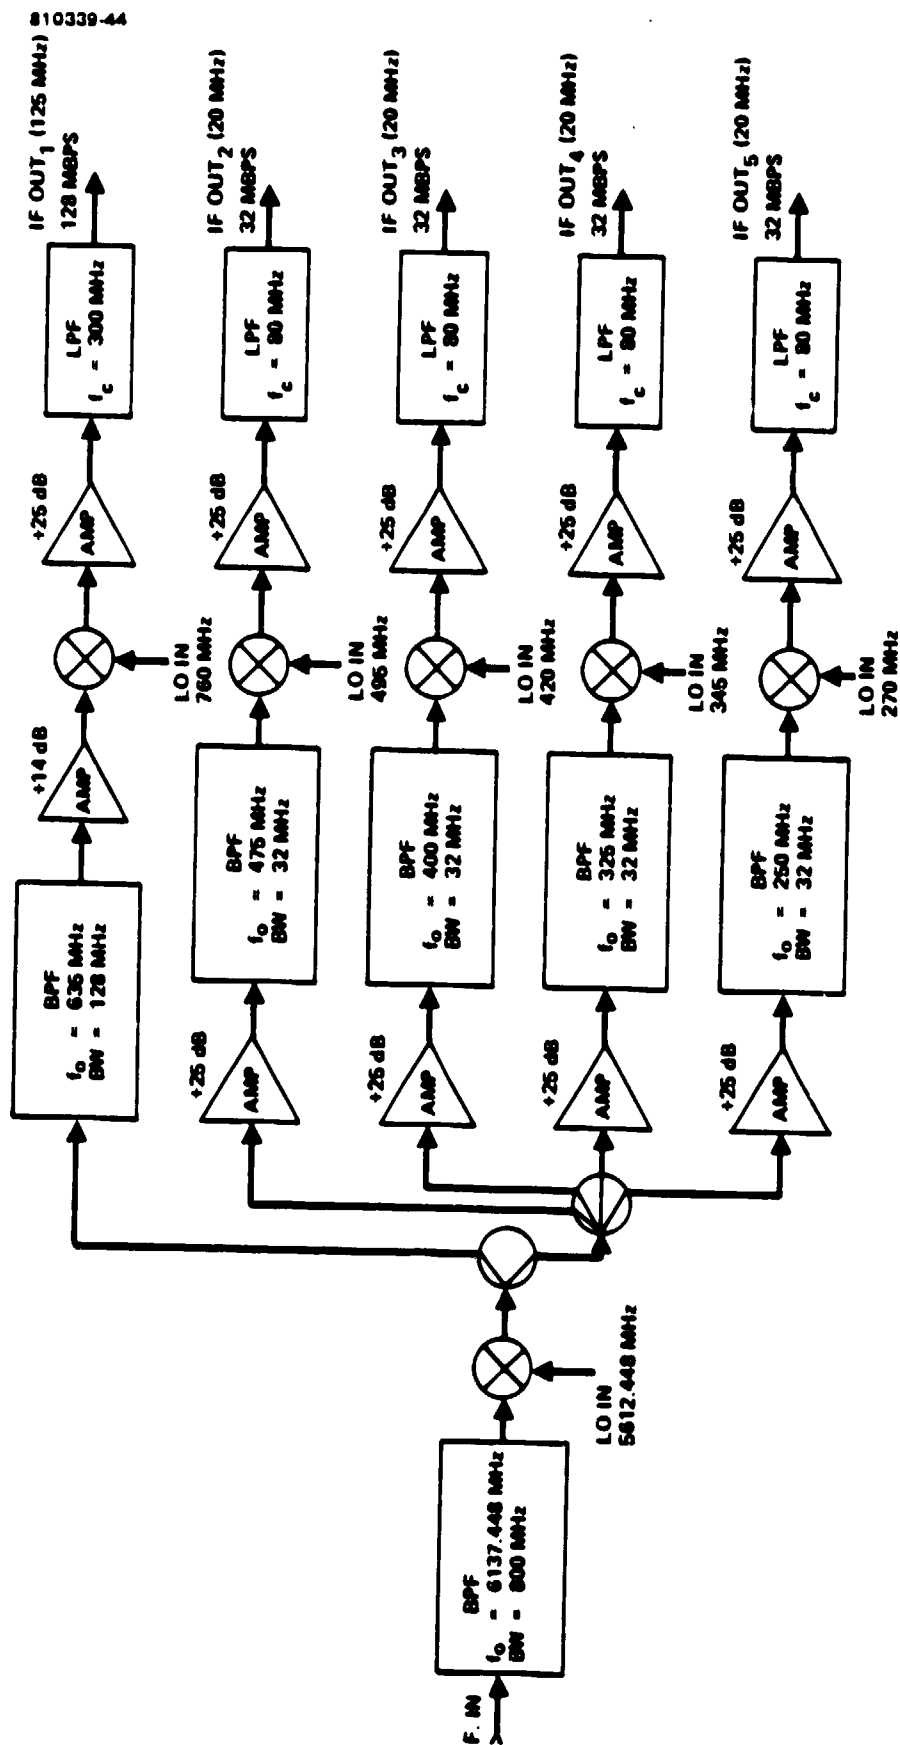 810339-44
F. IN
BPF
fo = 6137.448 MHz
BW = 800 MHz
LO IN
5612.448 MHz
BPF
fo = 635 MHz
BW = 128 MHz
+14 dB
AMP
LO IN
760 MHz
+25 dB
AMP
LPF
fc = 300 MHz
IF OUT1 (125 MHz)
128 MBPS
+25 dB
AMP
BPF
fo = 475 MHz
BW = 32 MHz
LO IN
495 MHz
+25 dB
AMP
LPF
fc = 80 MHz
IF OUT2 (20 MHz)
32 MBPS
+25 dB
AMP
BPF
fo = 400 MHz
BW = 32 MHz
LO IN
420 MHz
+25 dB
AMP
LPF
fc = 80 MHz
IF OUT3 (20 MHz)
32 MBPS
+25 dB
AMP
BPF
fo = 325 MHz
BW = 32 MHz
LO IN
345 MHz
+25 dB
AMP
LPF
fc = 80 MHz
IF OUT4 (20 MHz)
32 MBPS
+25 dB
AMP
BPF
fo = 250 MHz
BW = 32 MHz
LO IN
270 MHz
+25 dB
AMP
LPF
fc = 80 MHz
IF OUT5 (20 MHz)
32 MBPS